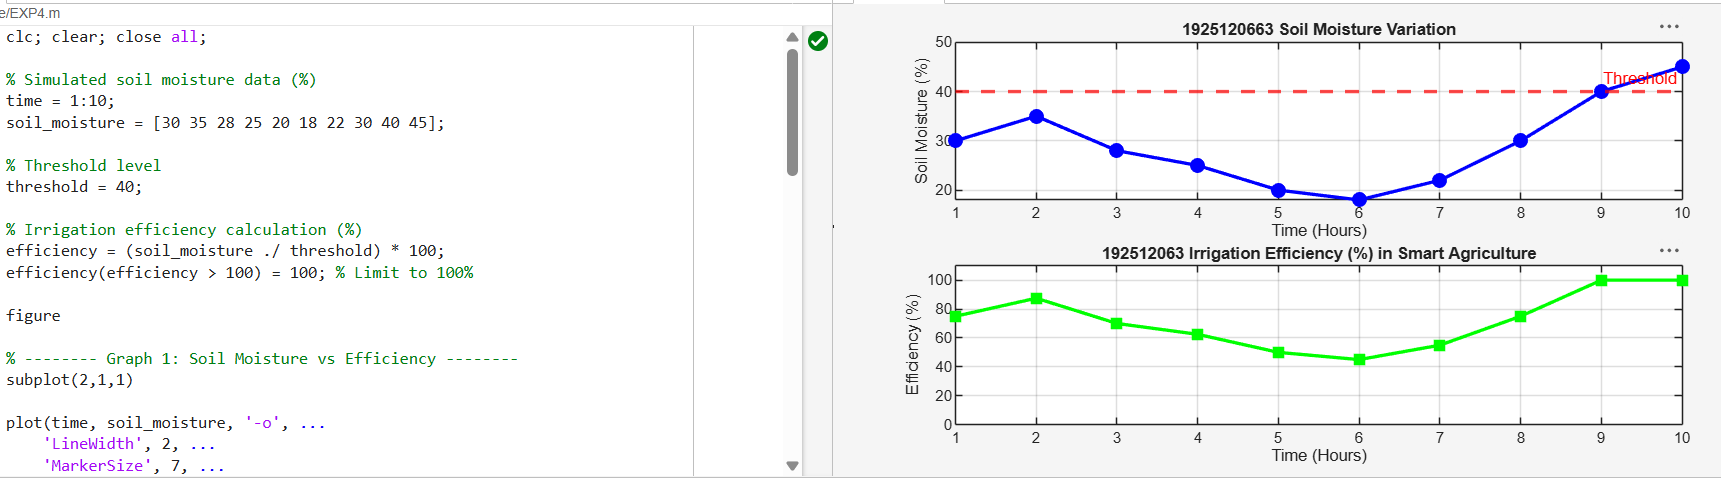 e/EXP4.m
clc; clear; close all;
% Simulated soil moisture data (%)
time = 1:10;
soil_moisture = [30 35 28 25 20 18 22 30 40 45];
% Threshold level
threshold = 40;
% Irrigation efficiency calculation (%)
efficiency = (soil_moisture ./ threshold) * 100;
efficiency(efficiency > 100) = 100; % Limit to 100%
figure
% -------- Graph 1: Soil Moisture vs Efficiency --------
subplot(2,1,1)
plot(time, soil_moisture, '-o', ...
'LineWidth', 2, ...
'MarkerSize', 7, ...
1925120663 Soil Moisture Variation
Soil Moisture (%)
50
40
30
20
Threshold
1 2 3 4 5 6 7 8 9 10
Time (Hours)
192512063 Irrigation Efficiency (%) in Smart Agriculture
Efficiency (%)
100
80
60
40
20
0
1 2 3 4 5 6 7 8 9 10
Time (Hours)